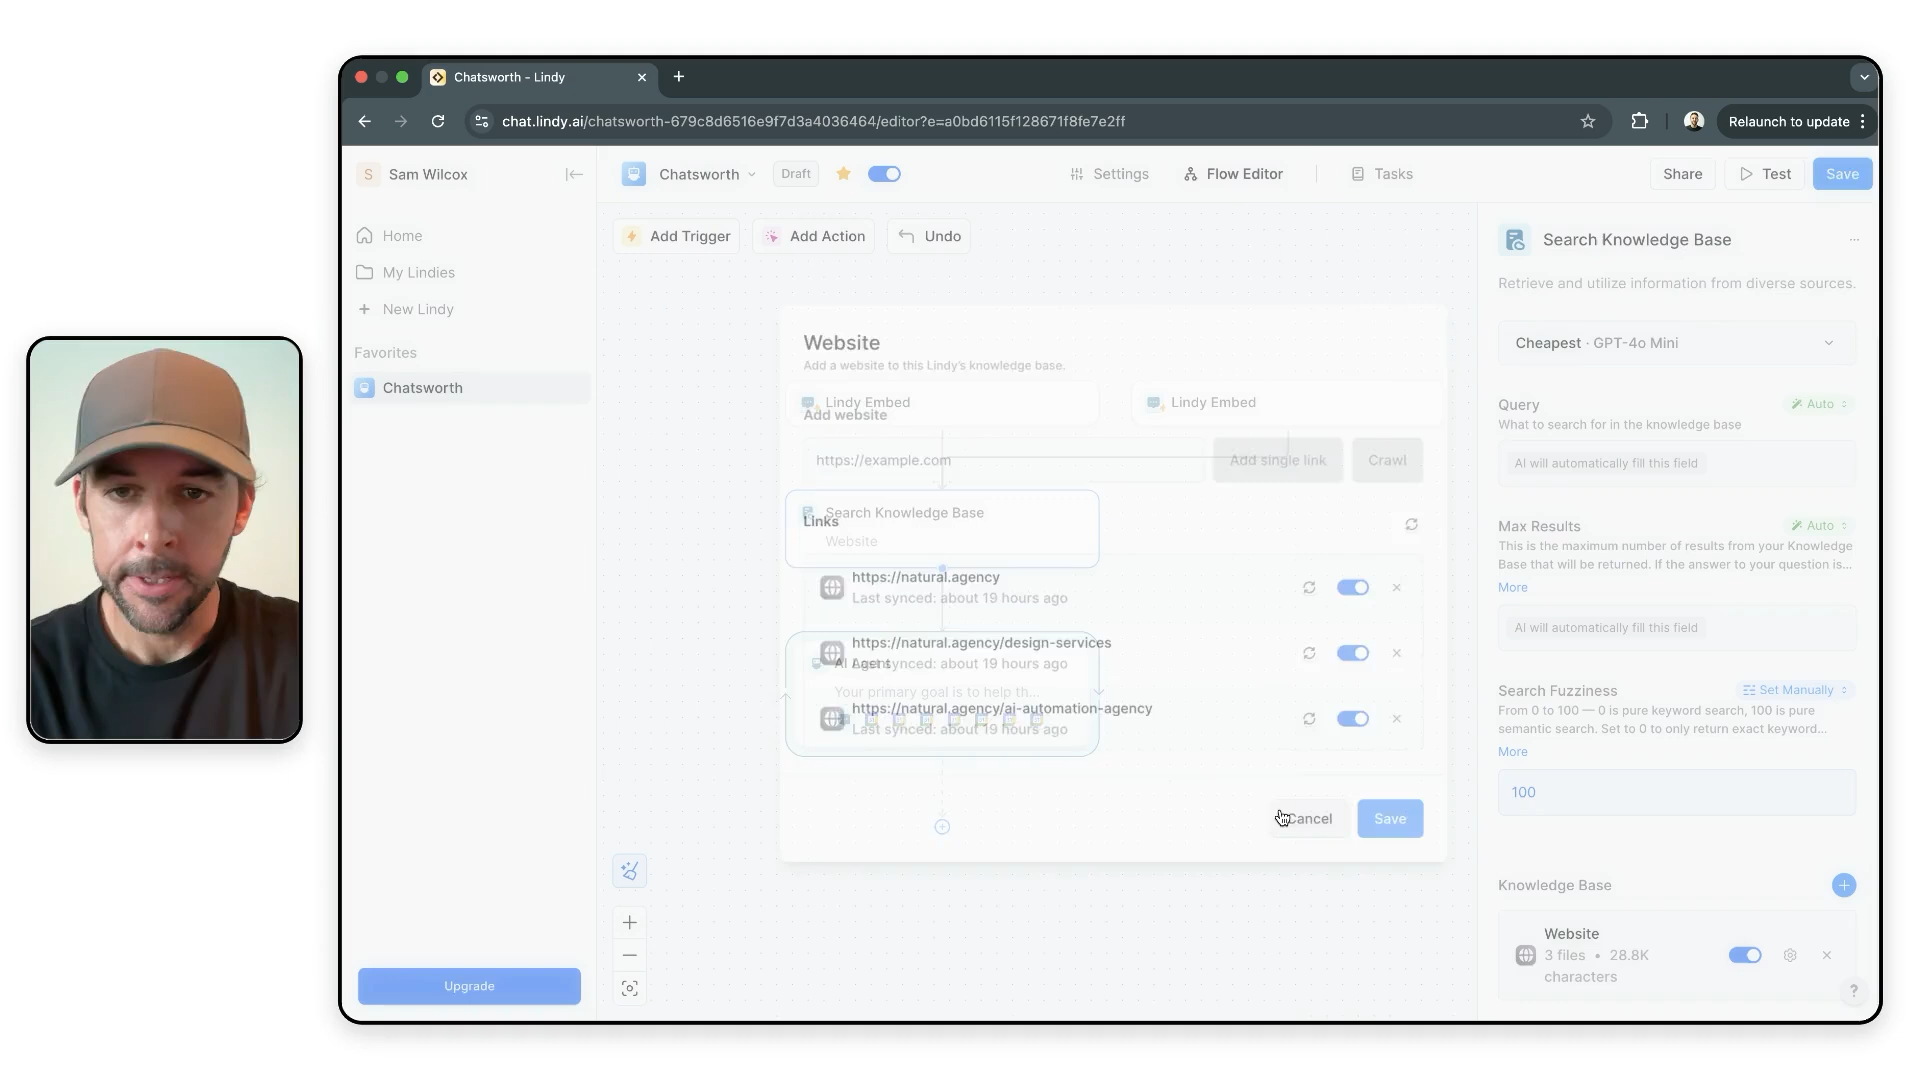 Chatsworth - Lindy
chat.lindy.ai/chatsworth-679c8d6516e9f7d3a4036464/editor?e=a0bd6115f128671f8fe7e2ff
Relaunch to update
S
Sam Wilcox
Chatsworth
Draft
Settings
Flow Editor
Tasks
Share
Test
Save
Home
My Lindies
New Lindy
Favorites
Chatsworth
Upgrade
Add Trigger
Add Action
Undo
Website
Add a website to this Lindy's knowledge base.
Lindy Embed
Lindy Embed
Add website
https://example.com
Add single link
Crawl
Search Knowledge Base
Links
Website
https://natural.agency
Last synced: about 19 hours ago
https://natural.agency/design-services
AI Agent
Last synced: about 19 hours ago
Your primary goal is to help th...
https://natural.agency/ai-automation-agency
Last synced: about 19 hours ago
Cancel
Save
Search Knowledge Base
Retrieve and utilize information from diverse sources.
Cheapest · GPT-4o Mini
Query
Auto
What to search for in the knowledge base
AI will automatically fill this field
Max Results
Auto
This is the maximum number of results from your Knowledge
Base that will be returned. If the answer to your question is...
More
AI will automatically fill this field
Search Fuzziness
Set Manually
From 0 to 100 — 0 is pure keyword search, 100 is pure
semantic search. Set to 0 to only return exact keyword...
More
100
Knowledge Base
Website
3 files • 28.8K
characters
?